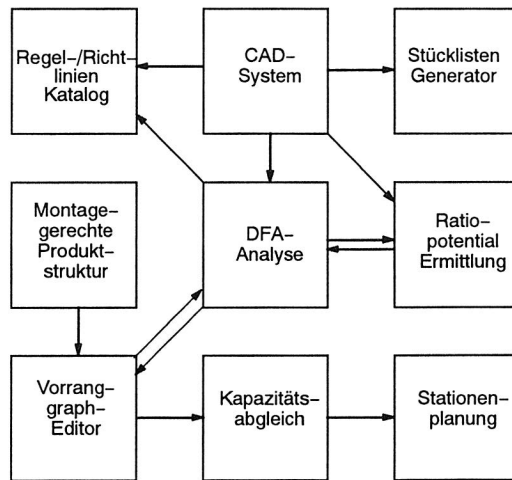 Regel–/Richt–
linien
Katalog
CAD–
System
Stücklisten
Generator
Montage–
gerechte
Produkt–
struktur
DFA–
Analyse
Ratio–
potential
Ermittlung
Vorrang–
graph–
Editor
Kapazitäts–
abgleich
Stationen–
planung